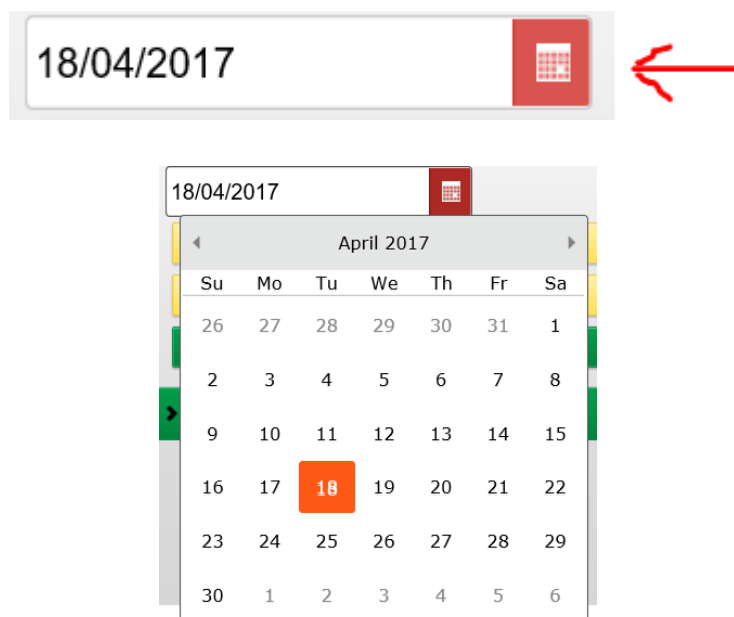 18/04/2017
18/04/2017
April 2017
Su Mo Tu We Th Fr Sa
26 27 28 29 30 31 1
2 3 4 5 6 7 8
9 10 11 12 13 14 15
16 17 18 19 20 21 22
23 24 25 26 27 28 29
30 1 2 3 4 5 6